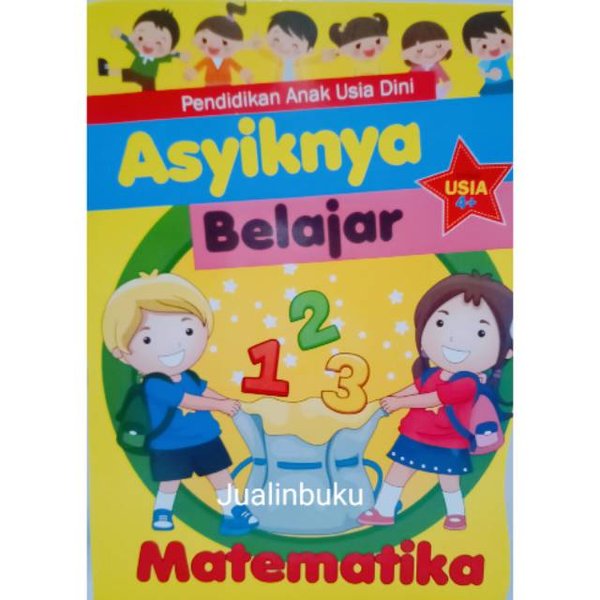 Pendidikan Anak Usia Dini
Asyiknya
USIA
4+
Belajar
2
1
3
Jualinbuku
Matematika